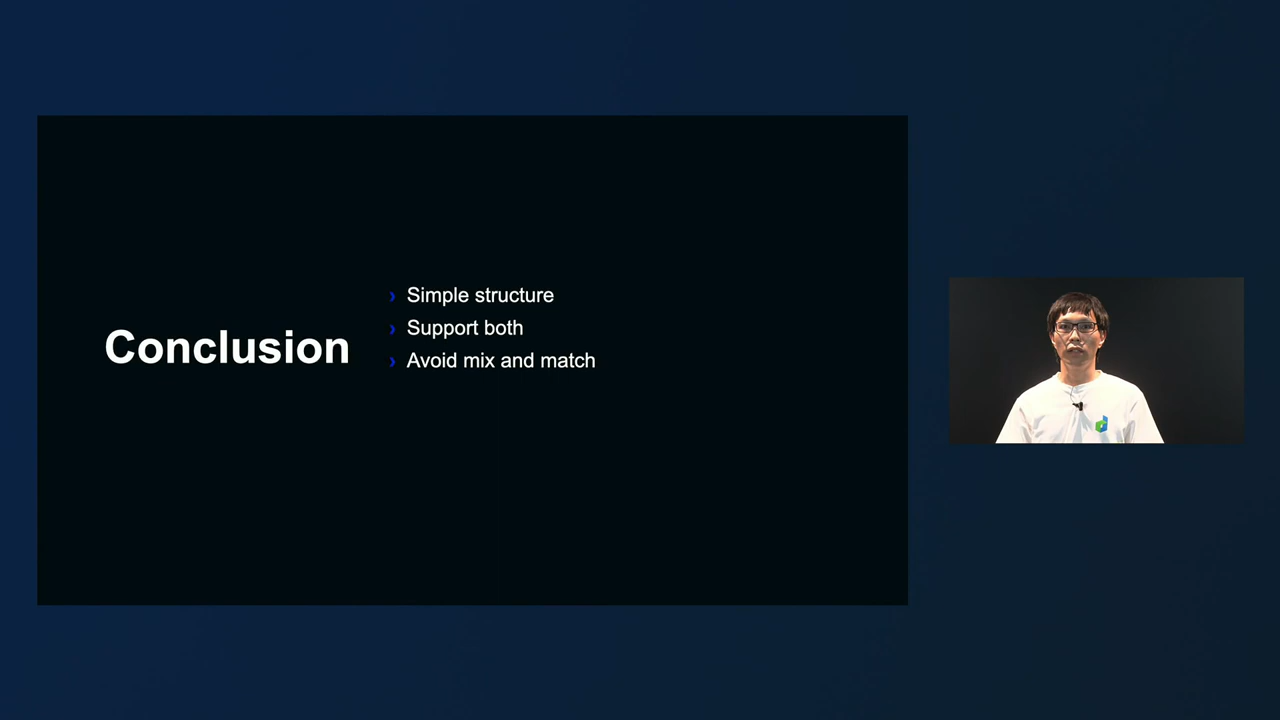 Conclusion
Simple structure
Support both
Avoid mix and match